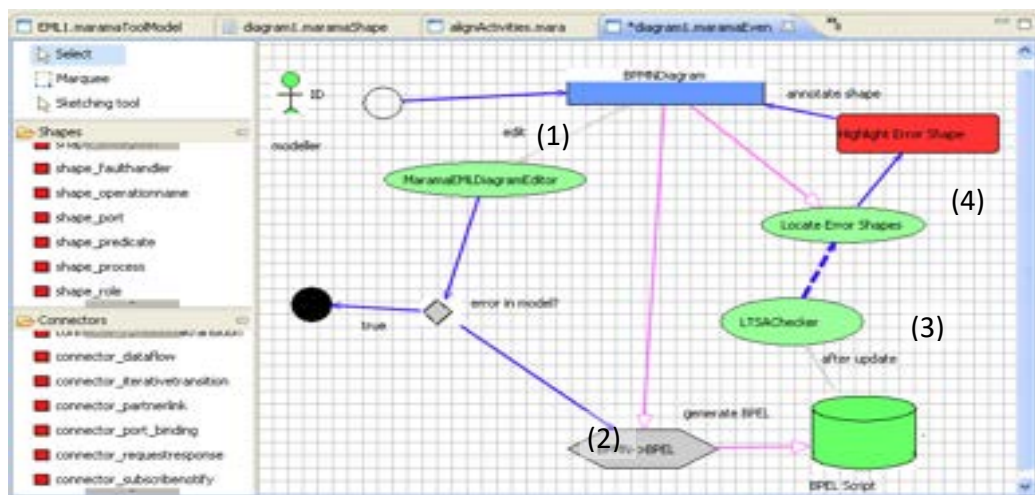 EML1.maramaToolModel
diagram1.maramaShape
alignActivities.mara
*diagram1.maramaEven
Select
Marquee
Sketching tool
Shapes
shape_faulthandler
shape_operationname
shape_port
shape_predicate
shape_process
shape_role
Connectors
connector_dataflow
connector_iterativetransition
connector_partnerlink
connector_port_binding
connector_requestresponse
connector_subscribenotify
BPMNDiagram
ID
modeller
annotate shape
Highlight Error Shape
edit
(1)
MaramaEMLDiagramEditor
(4)
Locate Error Shapes
error in model?
true
LTSAChecker
(3)
after update
generate BPEL
(2)
->BPEL
BPEL Script